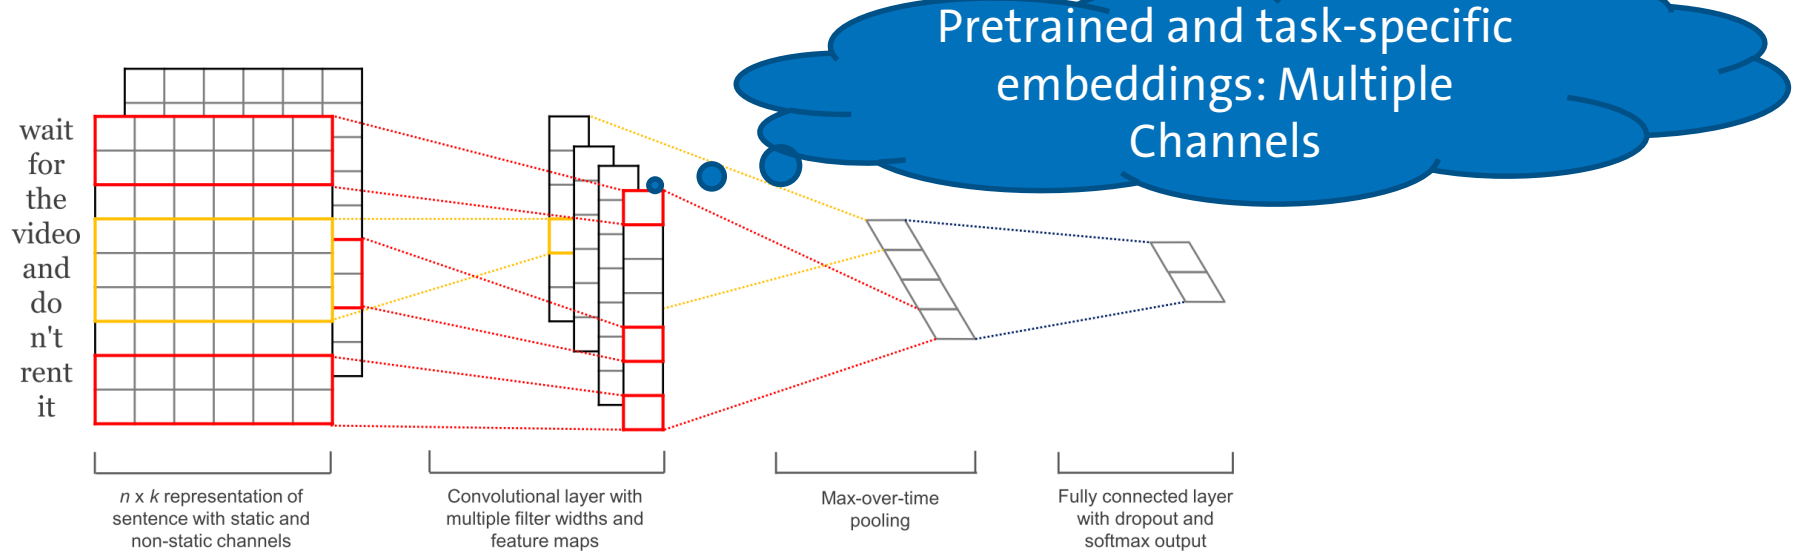 Pretrained and task-specific
embeddings: Multiple
Channels
wait
for
the
video
and
do
n't
rent
it
n x k representation of
sentence with static and
non-static channels
Convolutional layer with
multiple filter widths and
feature maps
Max-over-time
pooling
Fully connected layer
with dropout and
softmax output